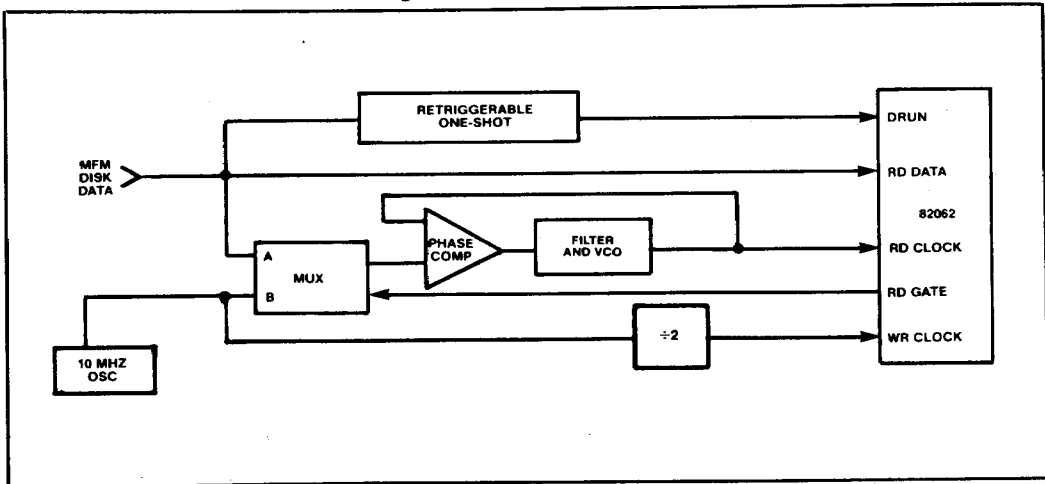 RETRIGGERABLE
ONE-SHOT
DRUN
MFM
DISK
DATA
RD DATA
82062
A
MUX
B
PHASE
COMP
FILTER
AND VCO
RD CLOCK
RD GATE
÷2
WR CLOCK
10 MHZ
OSC